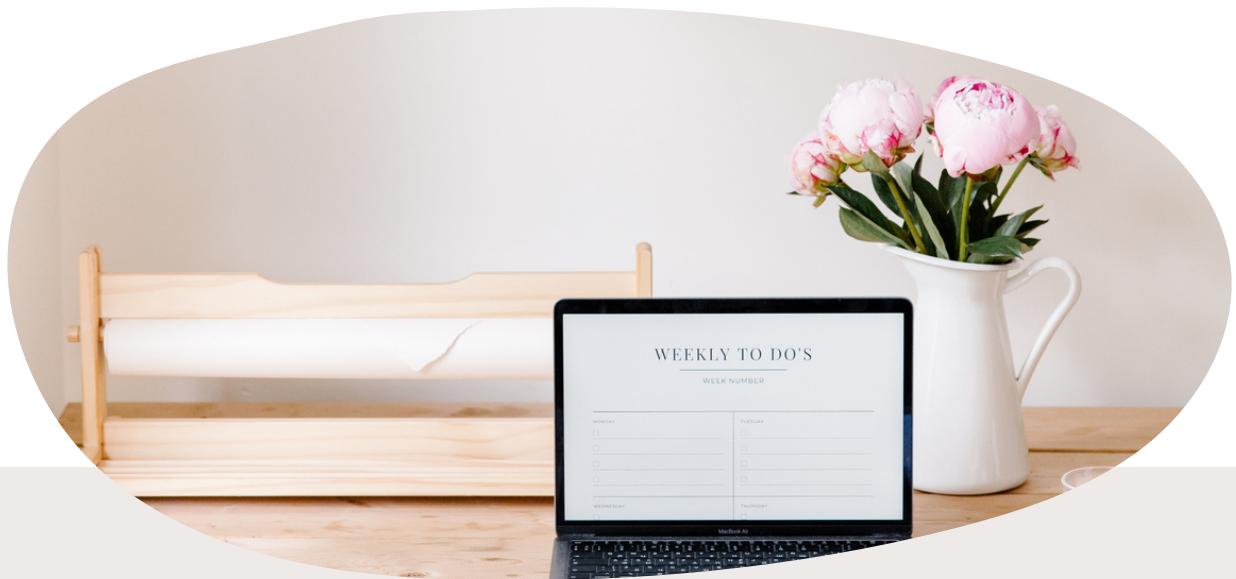 WEEKLY TO DO'S
WEEK NUMBER
MONDAY
TUESDAY
WEDNESDAY
THURSDAY
MacBook Air